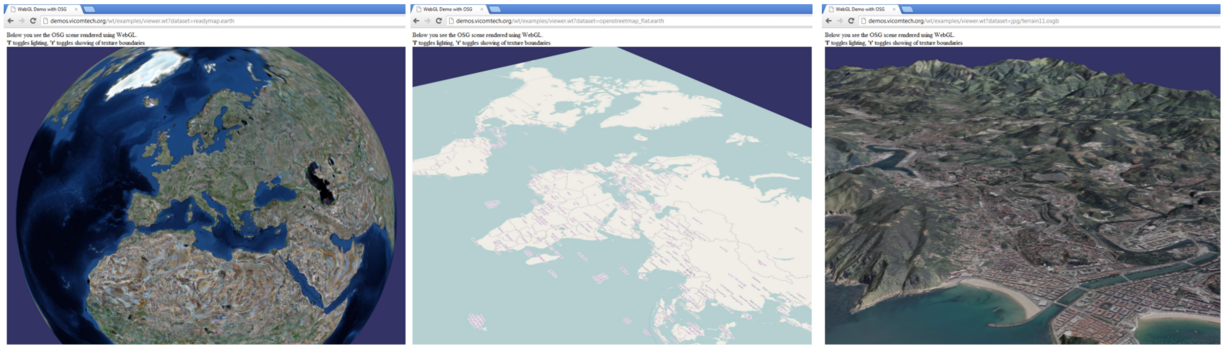 WebGL Demo with OSG
demos.vicomtech.org/wt/examples/viewer.wt?dataset=readymap.earth
Below you see the OSG scene rendered using WebGL.
'l' toggles lighting, 't' toggles showing of texture boundaries
WebGL Demo with OSG
demos.vicomtech.org/wt/examples/viewer.wt?dataset=openstreetmap_flat.earth
Below you see the OSG scene rendered using WebGL.
'l' toggles lighting, 't' toggles showing of texture boundaries
WebGL Demo with OSG
demos.vicomtech.org/wt/examples/viewer.wt?dataset=jpg/terrain11.osgb
Below you see the OSG scene rendered using WebGL.
'l' toggles lighting, 't' toggles showing of texture boundaries